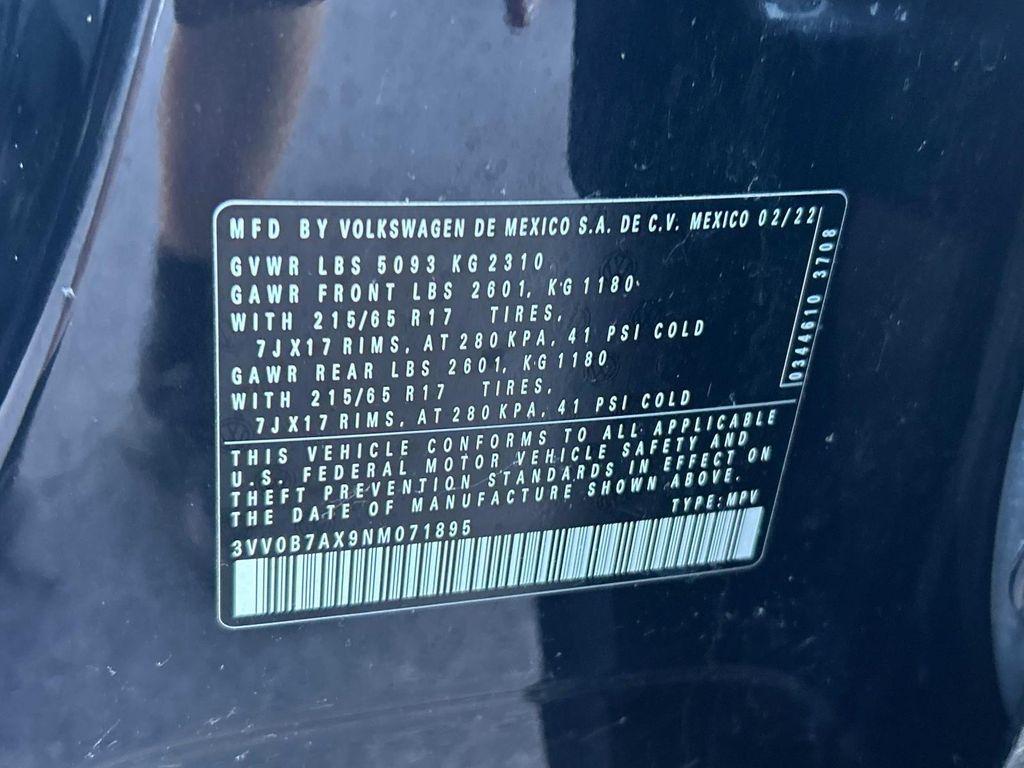 MFD BY VOLKSWAGEN DE MEXICO S.A. DE C.V. MEXICO 02/22
GVWR LBS 5093 KG 2310
GAWR FRONT LBS 2601, KG 1180
WITH 215/65 R17 TIRES,
7JX17 RIMS, AT 280 KPA, 41 PSI COLD
GAWR REAR LBS 2601, KG 1180
WITH 215/65 R17 TIRES,
7JX17 RIMS, AT 280 KPA, 41 PSI COLD
0344610 3708
THIS VEHICLE CONFORMS TO ALL APPLICABLE
U.S. FEDERAL MOTOR VEHICLE SAFETY AND
THEFT PREVENTION STANDARDS IN EFFECT ON
THE DATE OF MANUFACTURE SHOWN ABOVE.
TYPE: MPV
3VV0B7AX9NM071895